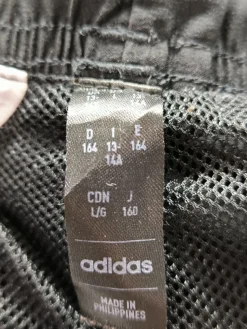 D I E
164 13- 164
14A
CDN J
L/G 160
adidas
MADE IN
PHILIPPINES